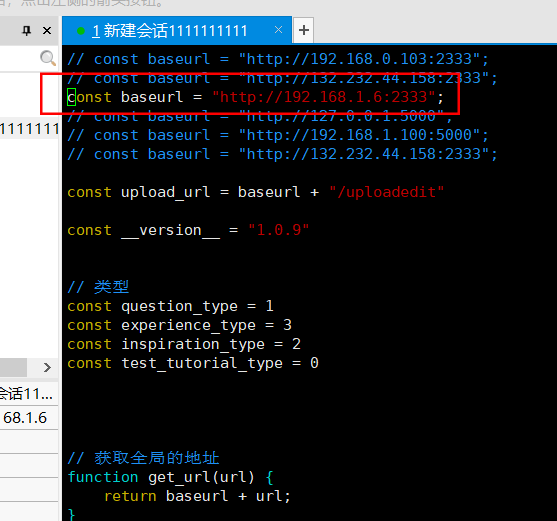 1 新建会话1111111111
// const baseurl = "http://192.168.0.103:2333";
// const baseurl = "http://132.232.44.158:2333";
const baseurl = "http://192.168.1.6:2333";
// const baseurl = "http://127.0.0.1:5000";
// const baseurl = "http://192.168.1.100:5000";
// const baseurl = "http://132.232.44.158:2333";
const upload_url = baseurl + "/uploadedit"
const __version__ = "1.0.9"
// 类型
const question_type = 1
const experience_type = 3
const inspiration_type = 2
const test_tutorial_type = 0
// 获取全局的地址
function get_url(url) {
    return baseurl + url;
}
1111111
会话11...
68.1.6